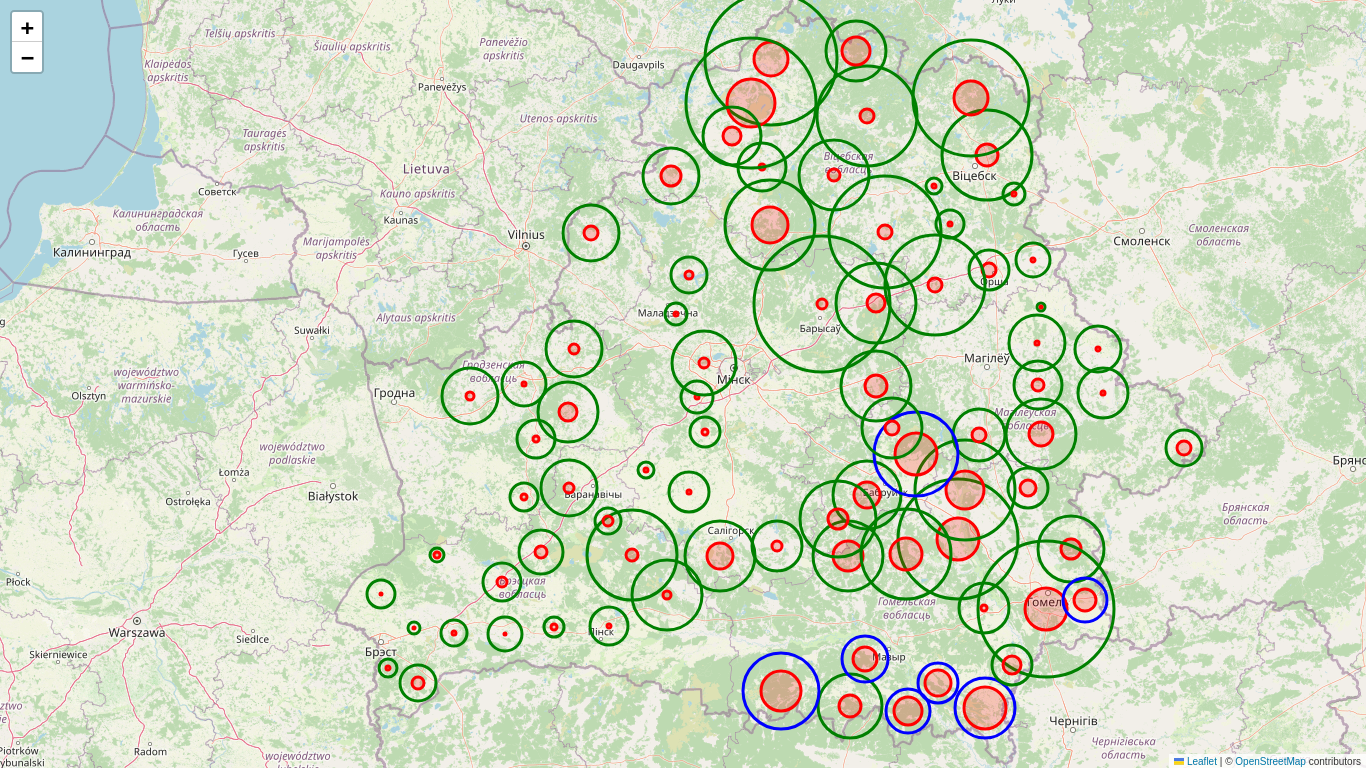 +
−
Луки
Telšių apskritis
Šiaulių apskritis
Panevėžio
apskritis
Klaipėdos
apskritis
Daugavpils
Panevėžys
Utenos apskritis
Tauragės
apskritis
Lietuva
Віцебская
вобласць
Віцебск
Советск
Kauno apskritis
Калининградская
область
Kaunas
Vilnius
Marijampolės
apskritis
Калининград
Гусев
Смоленск
Смоленская
область
Орша
Маладзечна
Alytaus apskritis
Suwałki
Барысаў
Магілёў
Гродзенская
вобласць
Мінск
województwo
warmińsko-
mazurskie
Olsztyn
Гродна
Магілёўская
вобласць
województwo
podlaskie
Łomża
Ostrołęka
Białystok
Баранавічы
Бабруйск
Брянс
Брянская
область
Салігорск
Płock
Брэсцкая
вобласць
Гомельская
вобласць
Гомель
Warszawa
Siedlce
Пінск
Skierniewice
Брэст
Мазыр
Чернігів
Чернігівська
область
Piotrków
Trybunalski
Radom
województwo
lubelskie
Leaflet | © OpenStreetMap contributors